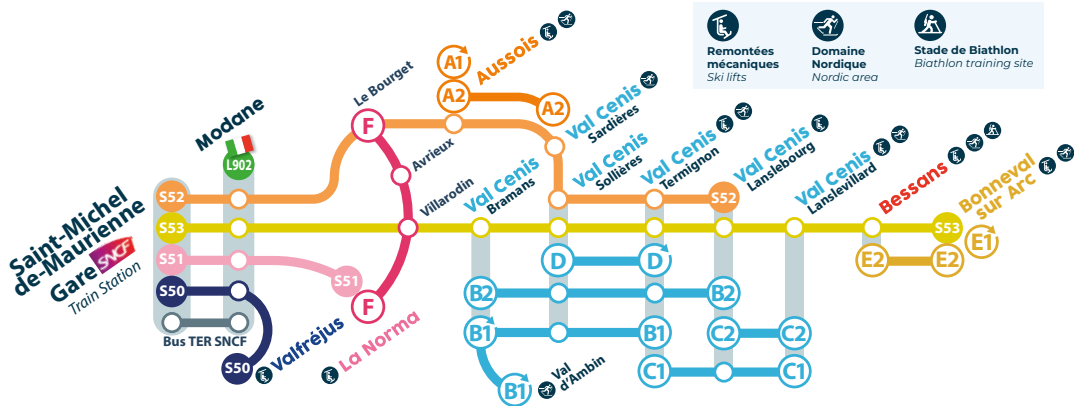 Remontées
mécaniques
Ski lifts
Domaine
Nordique
Nordic area
Stade de Biathlon
Biathlon training site
Saint-Michel
de-Maurienne
Gare SNCF
Train Station
Modane
L902
Le Bourget
Avrieux
Villarodin
Aussois
A1
A2
A2
F
F
Val Cenis
Sardières
Val Cenis
Bramans
Val Cenis
Sollières
Val Cenis
Termignon
Val Cenis
Lanslebourg
Val Cenis
Lanslevillard
Bessans
Bonneval
sur Arc
S52
S52
S53
S53
S51
S51
S50
S50
Bus TER SNCF
Valfréjus
La Norma
D
D
B2
B2
B1
B1
B1
Val
d'Ambin
C2
C2
C1
C1
E2
E2
E1